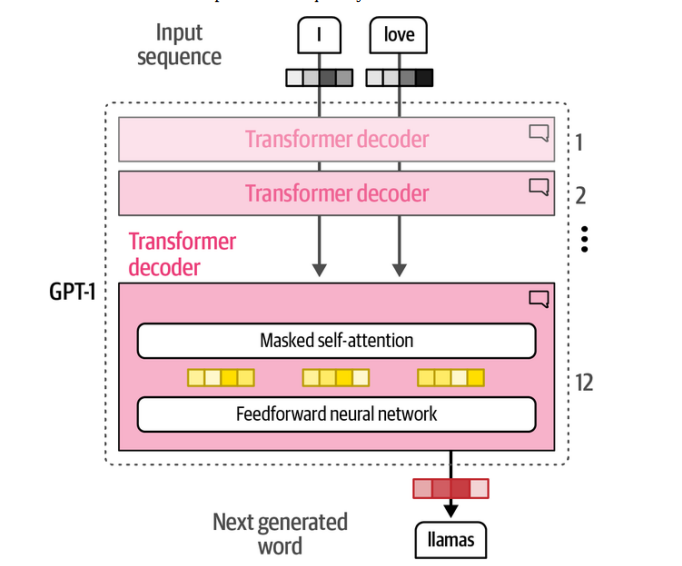 Input
sequence
I
love
Transformer decoder
1
Transformer decoder
2
Transformer
decoder
GPT-1
Masked self-attention
12
Feedforward neural network
Next generated
word
llamas